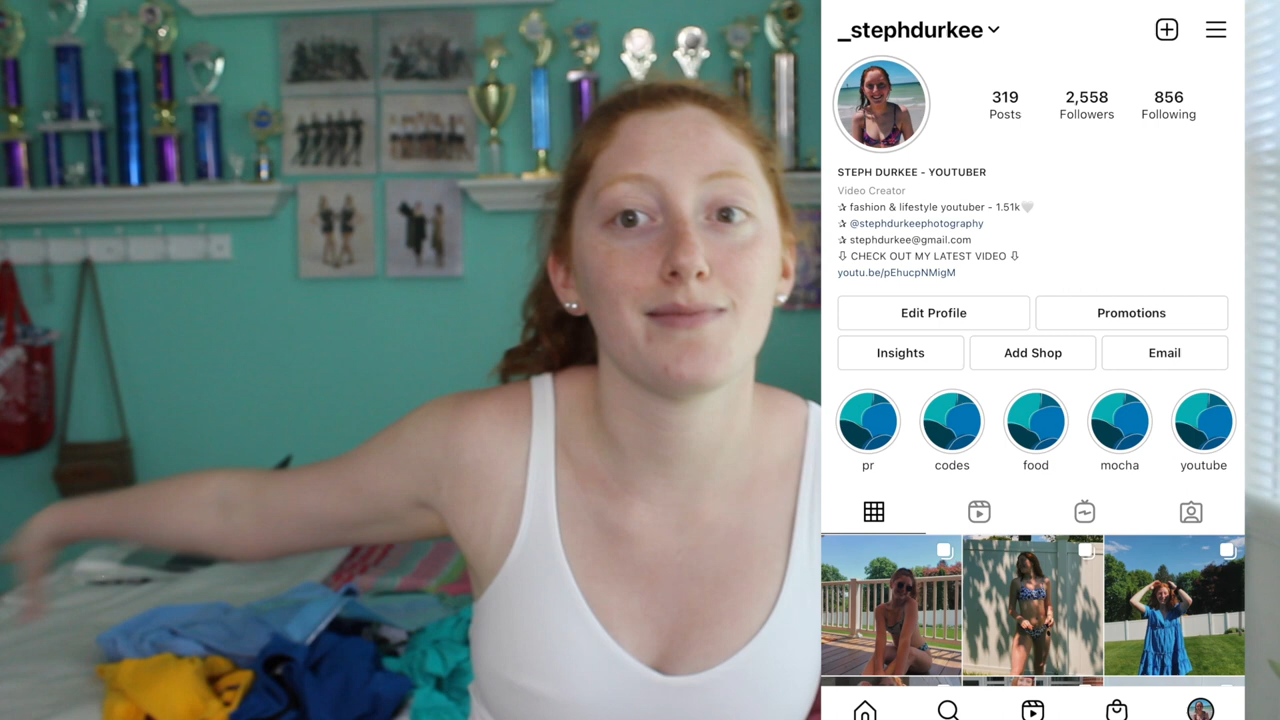 _stephdurkee
319
Posts
2,558
Followers
856
Following
STEPH DURKEE - YOUTUBER
Video Creator
✰ fashion & lifestyle youtuber - 1.51k🤍
✰ @stephdurkeephotography
✰ stephdurkee@gmail.com
⇩ CHECK OUT MY LATEST VIDEO ⇩
youtu.be/pEhucpNMigM
Edit Profile
Promotions
Insights
Add Shop
Email
pr
codes
food
mocha
youtube